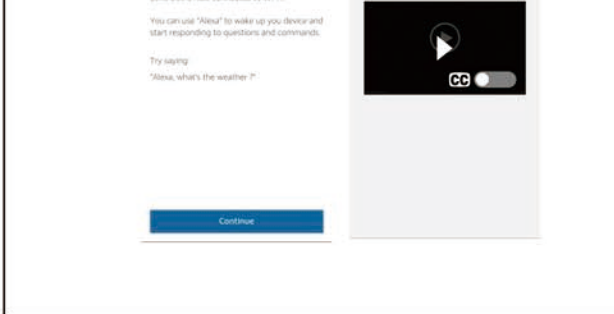 You can use "Alexa" to wake up you device and
start responding to questions and commands.
Try saying:
"Alexa, what's the weather ?"
CC
Continue